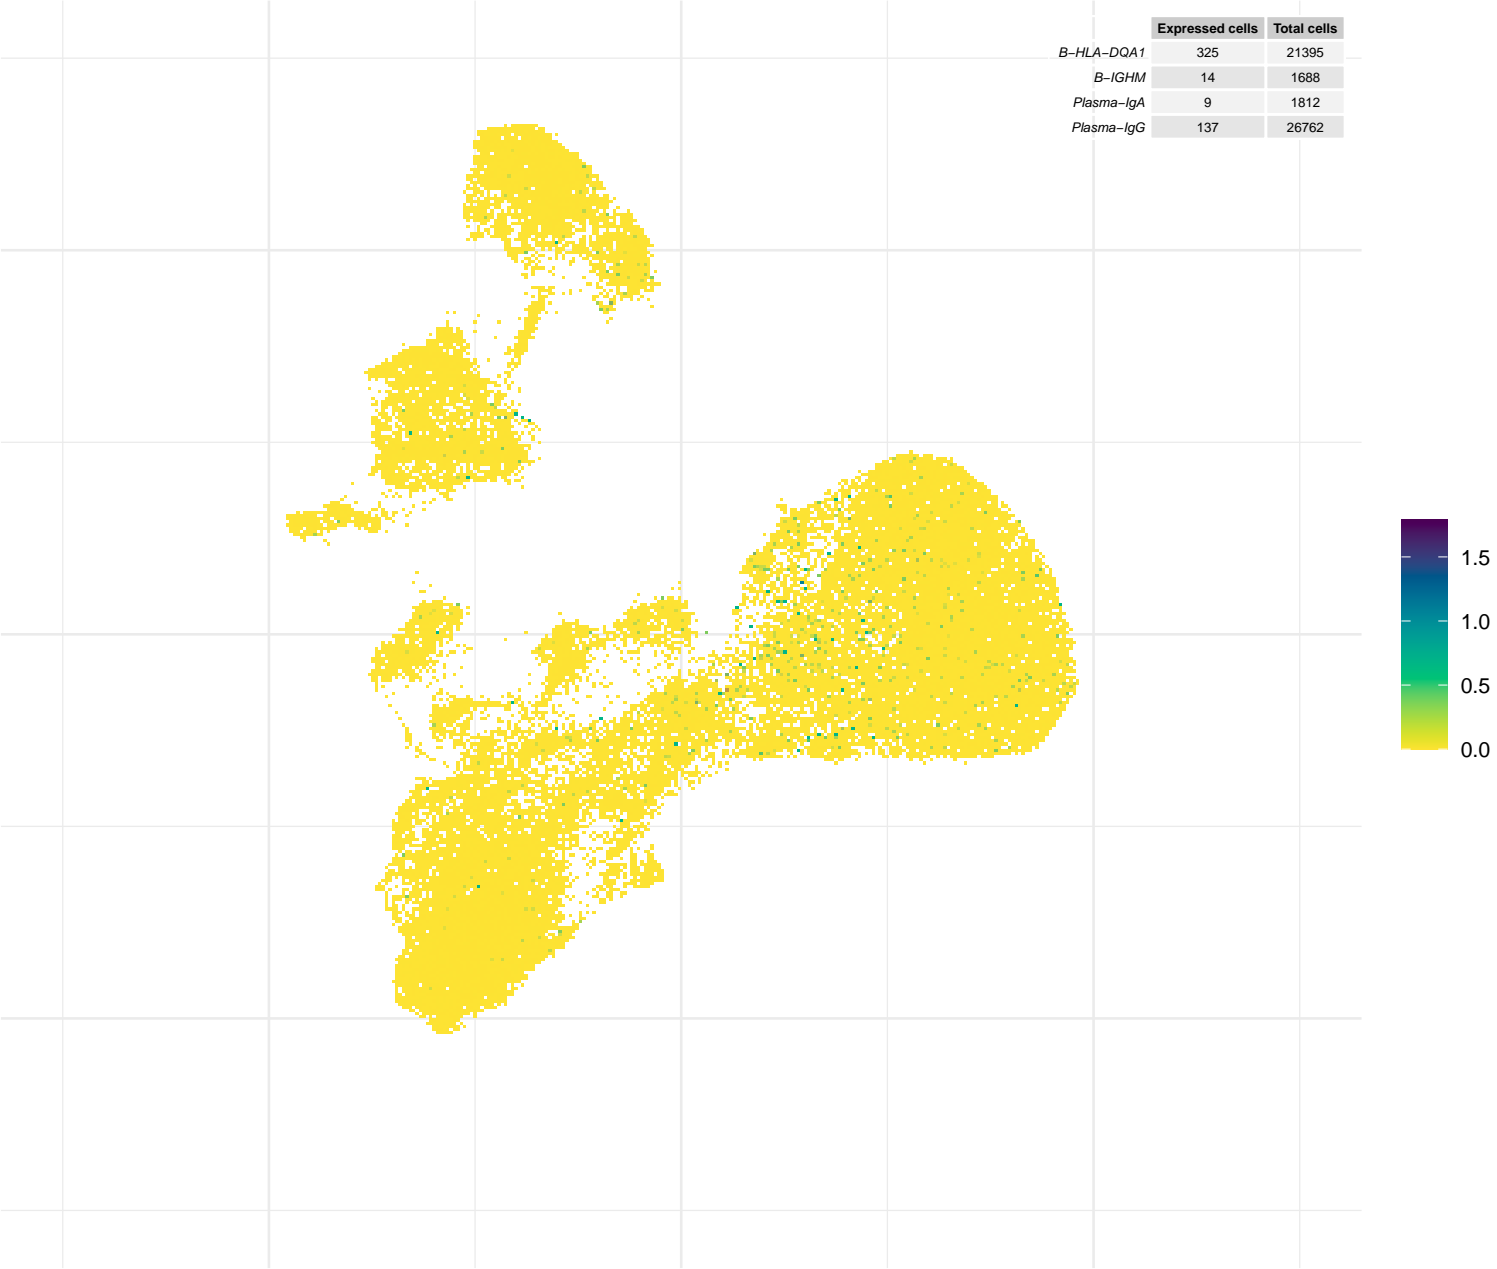 Expressed cells Total cells
B−HLA−DQA1 325 21395
B−IGHM 14 1688
Plasma−IgA 9 1812
Plasma−IgG 137 26762
1.5
1.0
0.5
0.0